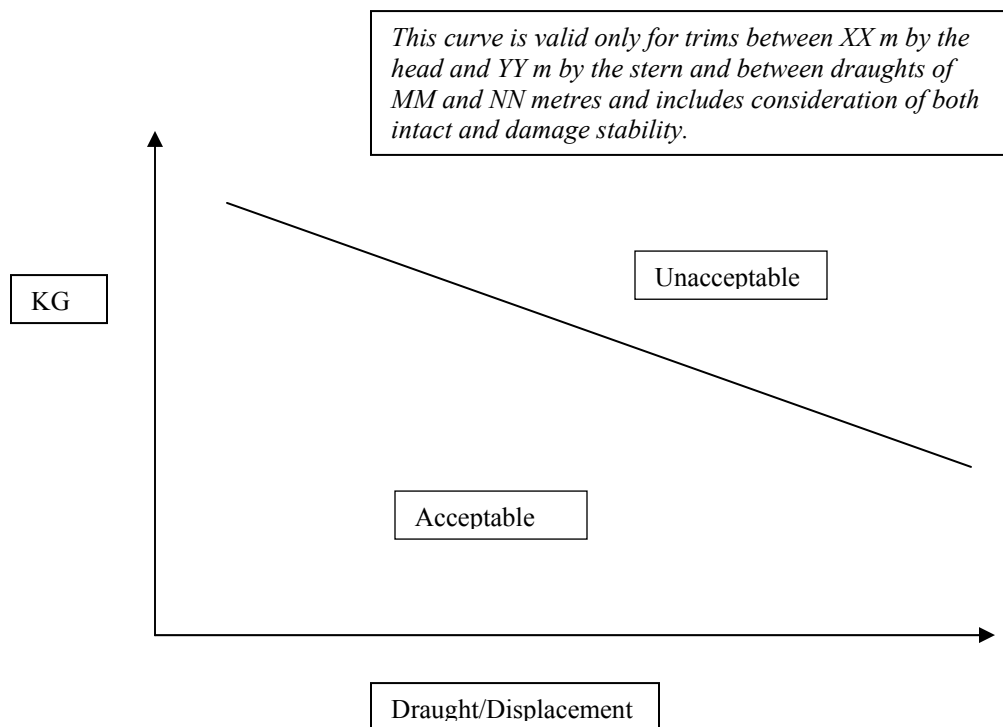 This curve is valid only for trims between XX m by the
head and YY m by the stern and between draughts of
MM and NN metres and includes consideration of both
intact and damage stability.
Unacceptable
KG
Acceptable
Draught/Displacement